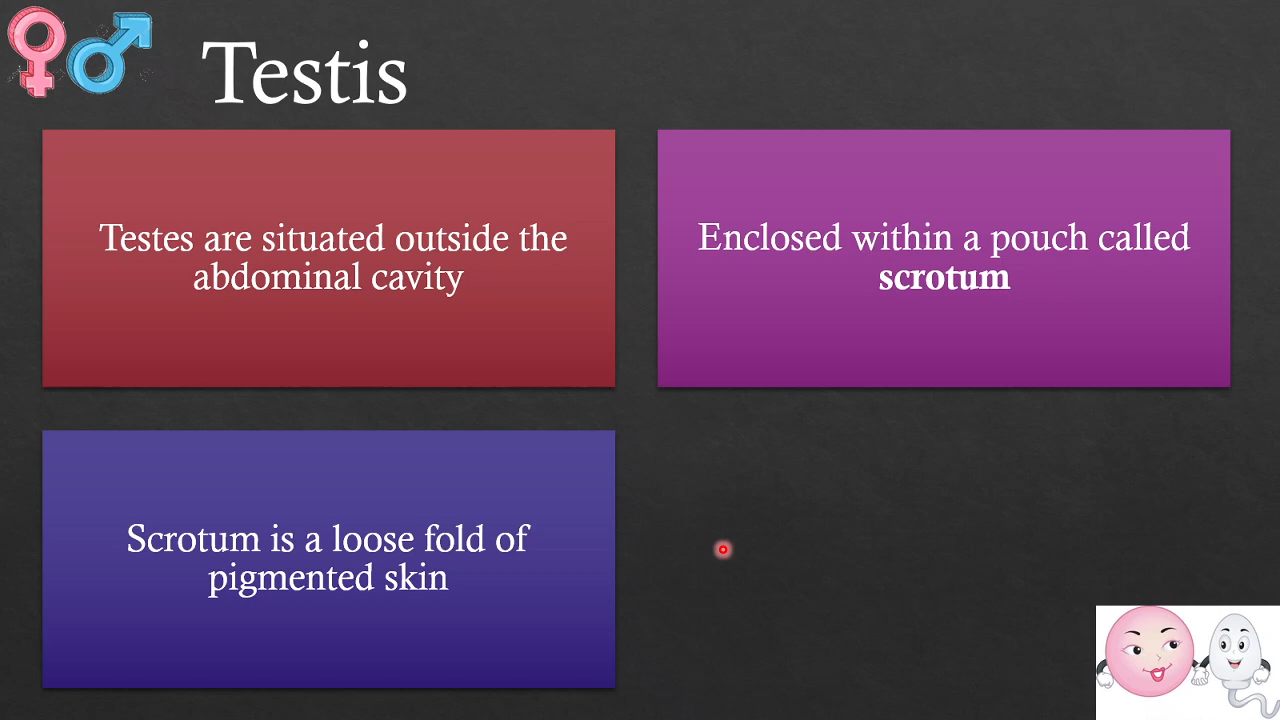 Testis
Testes are situated outside the
abdominal cavity
Enclosed within a pouch called
scrotum
Scrotum is a loose fold of
pigmented skin